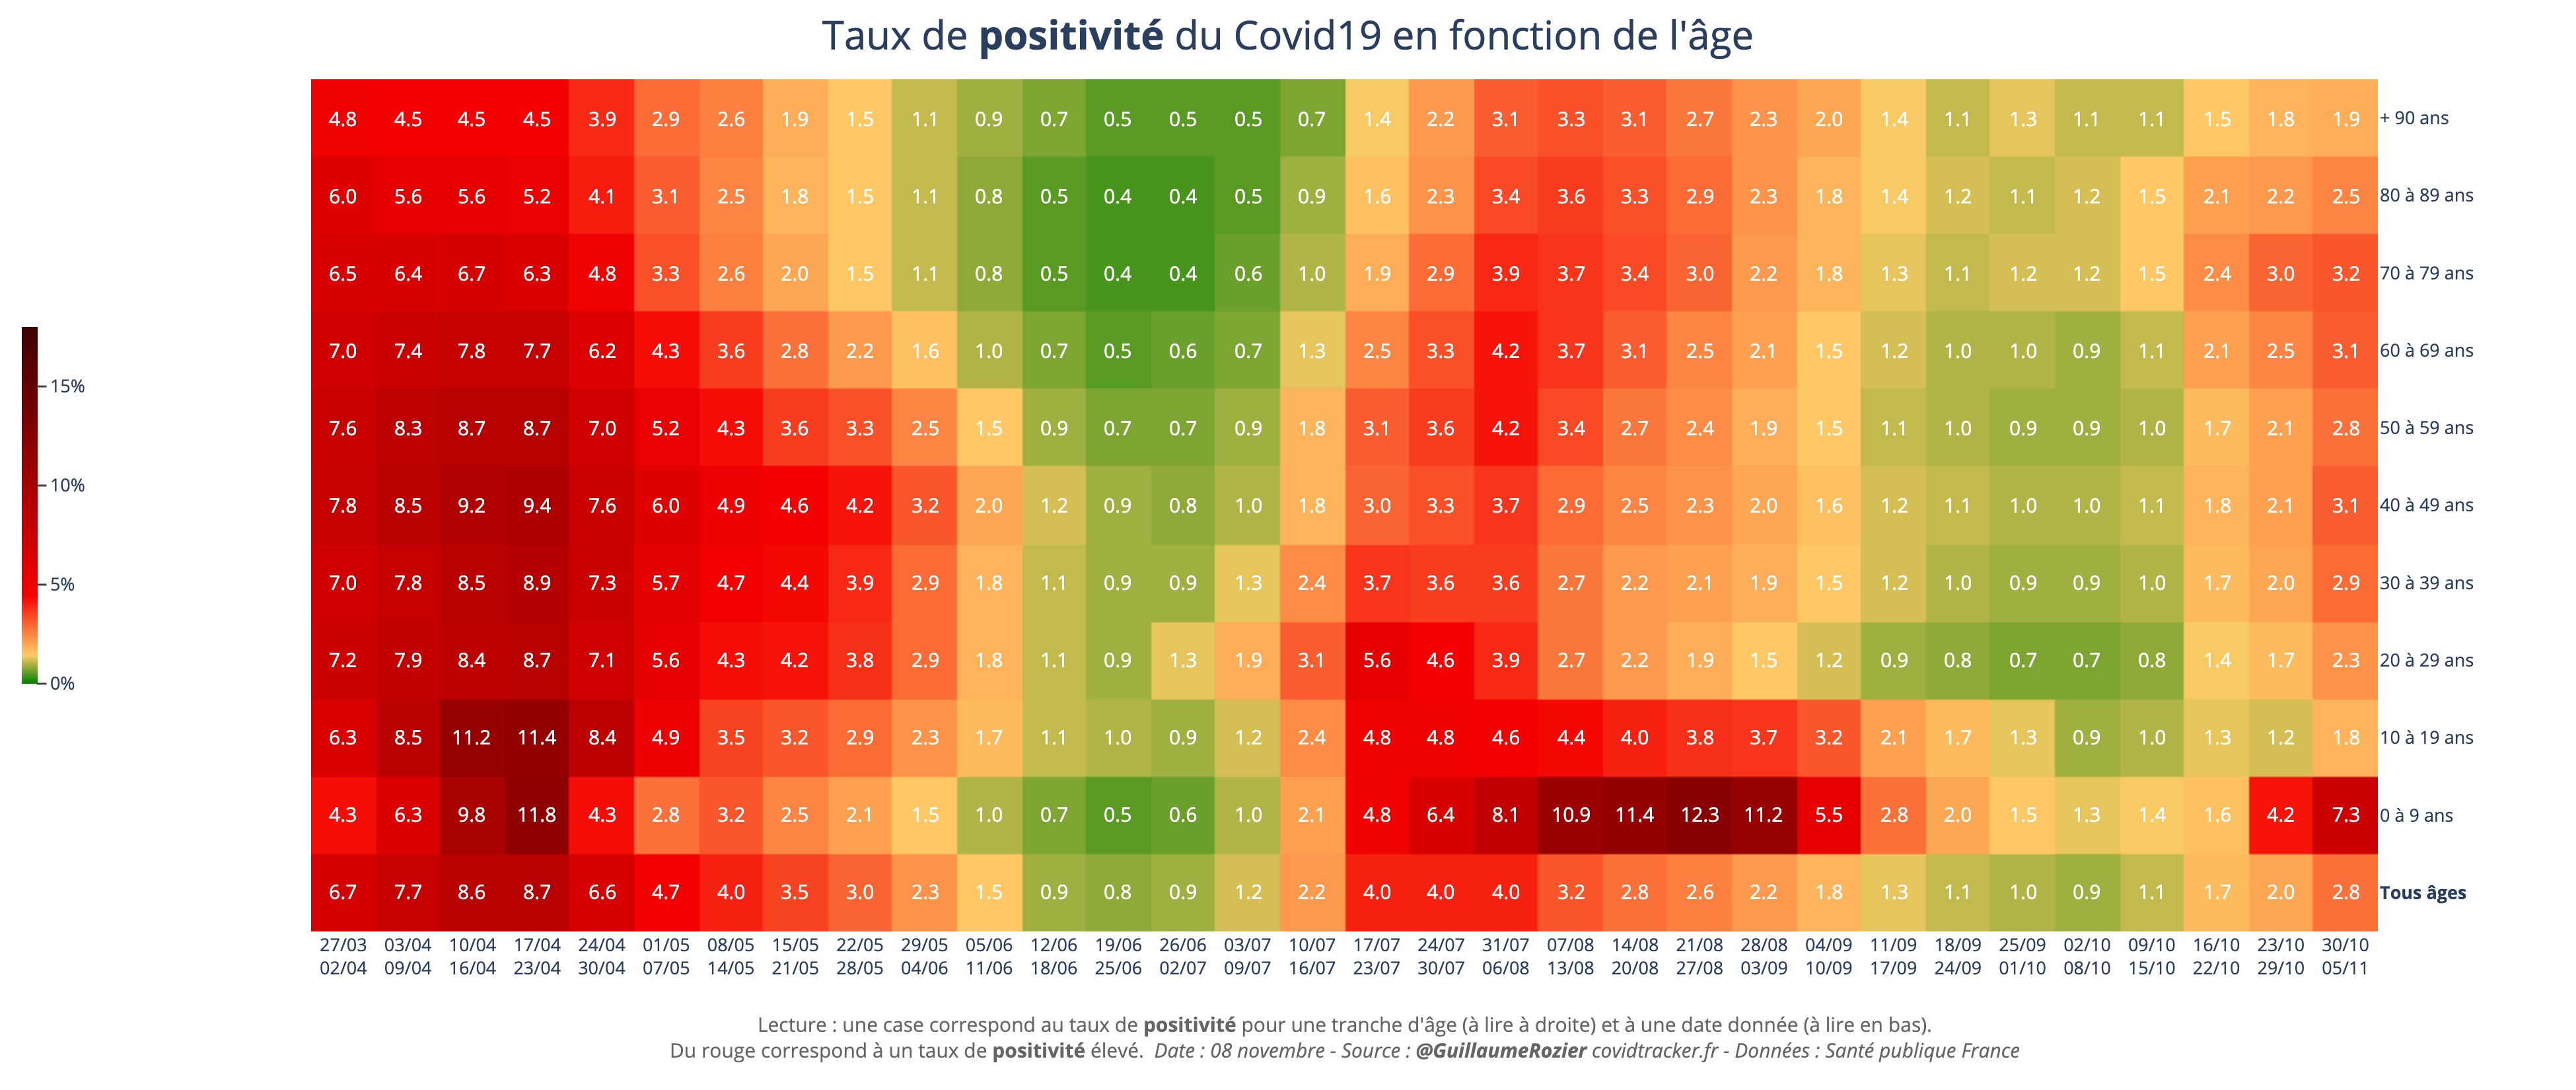 Taux de positivité du Covid19 en fonction de l'âge
4.8 4.5 4.5 4.5 3.9 2.9 2.6 1.9 1.5 1.1 0.9 0.7 0.5 0.5 0.5 0.7 1.4 2.2 3.1 3.3 3.1 2.7 2.3 2.0 1.4 1.1 1.3 1.1 1.1 1.5 1.8 1.9 + 90 ans
6.0 5.6 5.6 5.2 4.1 3.1 2.5 1.8 1.5 1.1 0.8 0.5 0.4 0.4 0.5 0.9 1.6 2.3 3.4 3.6 3.3 2.9 2.3 1.8 1.4 1.2 1.1 1.2 1.5 2.1 2.2 2.5 80 à 89 ans
6.5 6.4 6.7 6.3 4.8 3.3 2.6 2.0 1.5 1.1 0.8 0.5 0.4 0.4 0.6 1.0 1.9 2.9 3.9 3.7 3.4 3.0 2.2 1.8 1.3 1.1 1.2 1.2 1.5 2.4 3.0 3.2 70 à 79 ans
7.0 7.4 7.8 7.7 6.2 4.3 3.6 2.8 2.2 1.6 1.0 0.7 0.5 0.6 0.7 1.3 2.5 3.3 4.2 3.7 3.1 2.5 2.1 1.5 1.2 1.0 1.0 0.9 1.1 2.1 2.5 3.1 60 à 69 ans
15%
7.6 8.3 8.7 8.7 7.0 5.2 4.3 3.6 3.3 2.5 1.5 0.9 0.7 0.7 0.9 1.8 3.1 3.6 4.2 3.4 2.7 2.4 1.9 1.5 1.1 1.0 0.9 0.9 1.0 1.7 2.1 2.8 50 à 59 ans
10%
7.8 8.5 9.2 9.4 7.6 6.0 4.9 4.6 4.2 3.2 2.0 1.2 0.9 0.8 1.0 1.8 3.0 3.3 3.7 2.9 2.5 2.3 2.0 1.6 1.2 1.1 1.0 1.0 1.1 1.8 2.1 3.1 40 à 49 ans
5%
7.0 7.8 8.5 8.9 7.3 5.7 4.7 4.4 3.9 2.9 1.8 1.1 0.9 0.9 1.3 2.4 3.7 3.6 3.6 2.7 2.2 2.1 1.9 1.5 1.2 1.0 0.9 0.9 1.0 1.7 2.0 2.9 30 à 39 ans
7.2 7.9 8.4 8.7 7.1 5.6 4.3 4.2 3.8 2.9 1.8 1.1 0.9 1.3 1.9 3.1 5.6 4.6 3.9 2.7 2.2 1.9 1.5 1.2 0.9 0.8 0.7 0.7 0.8 1.4 1.7 2.3 20 à 29 ans
0%
6.3 8.5 11.2 11.4 8.4 4.9 3.5 3.2 2.9 2.3 1.7 1.1 1.0 0.9 1.2 2.4 4.8 4.8 4.6 4.4 4.0 3.8 3.7 3.2 2.1 1.7 1.3 0.9 1.0 1.3 1.2 1.8 10 à 19 ans
4.3 6.3 9.8 11.8 4.3 2.8 3.2 2.5 2.1 1.5 1.0 0.7 0.5 0.6 1.0 2.1 4.8 6.4 8.1 10.9 11.4 12.3 11.2 5.5 2.8 2.0 1.5 1.3 1.4 1.6 4.2 7.3 0 à 9 ans
6.7 7.7 8.6 8.7 6.6 4.7 4.0 3.5 3.0 2.3 1.5 0.9 0.8 0.9 1.2 2.2 4.0 4.0 4.0 3.2 2.8 2.6 2.2 1.8 1.3 1.1 1.0 0.9 1.1 1.7 2.0 2.8 Tous âges
27/03 03/04 10/04 17/04 24/04 01/05 08/05 15/05 22/05 29/05 05/06 12/06 19/06 26/06 03/07 10/07 17/07 24/07 31/07 07/08 14/08 21/08 28/08 04/09 11/09 18/09 25/09 02/10 09/10 16/10 23/10 30/10
02/04 09/04 16/04 23/04 30/04 07/05 14/05 21/05 28/05 04/06 11/06 18/06 25/06 02/07 09/07 16/07 23/07 30/07 06/08 13/08 20/08 27/08 03/09 10/09 17/09 24/09 01/10 08/10 15/10 22/10 29/10 05/11
Lecture : une case correspond au taux de positivité pour une tranche d'âge (à lire à droite) et à une date donnée (à lire en bas).
Du rouge correspond à un taux de positivité élevé. Date : 08 novembre - Source : @GuillaumeRozier covidtracker.fr - Données : Santé publique France